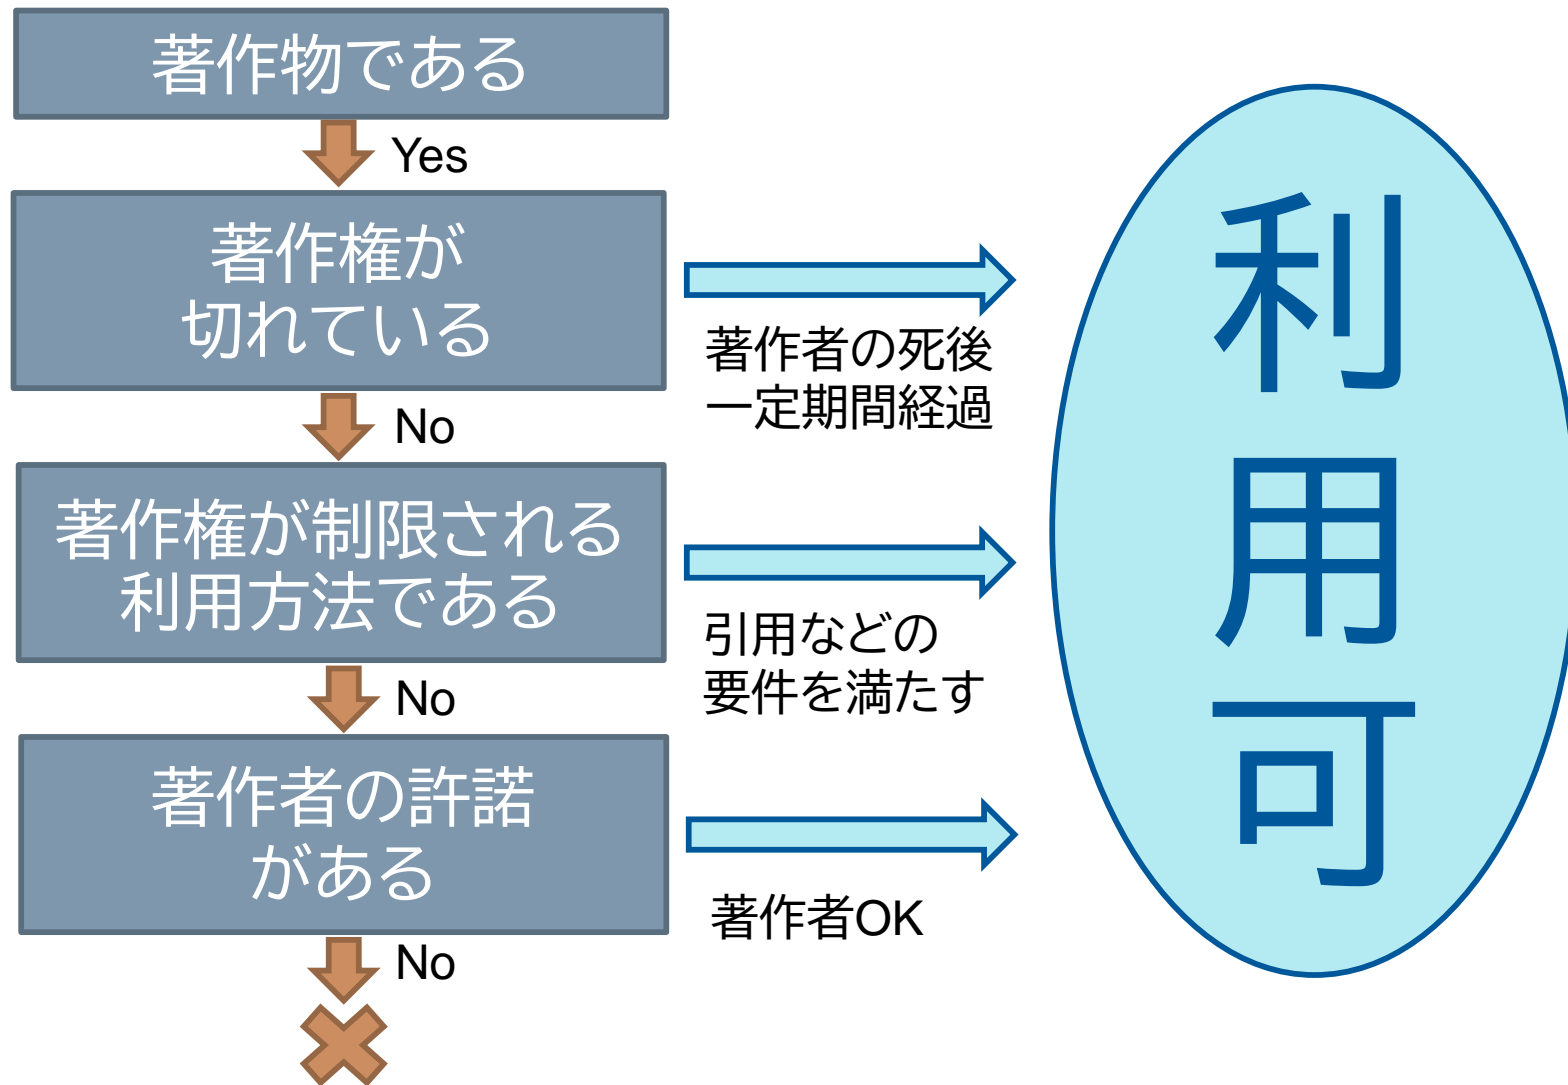 著作物である
Yes
著作権が
切れている
著作者の死後
一定期間経過
No
著作権が制限される
利用方法である
引用などの
要件を満たす
No
著作者の許諾
がある
著作者OK
No
利用可